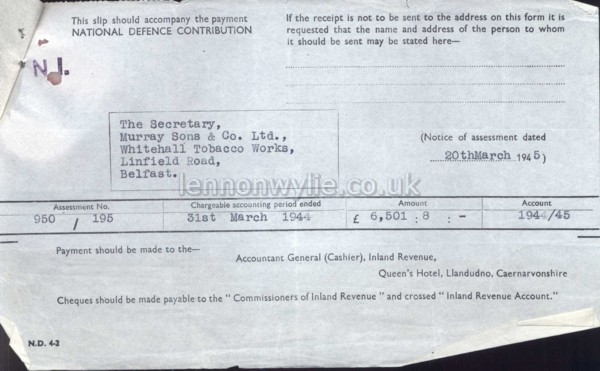 This slip should accompany the payment
NATIONAL DEFENCE CONTRIBUTION
If the receipt is not to be sent to the address on this form it is
requested that the name and address of the person to whom
it should be sent may be stated here—
N.I.
The Secretary,
Murray Sons & Co. Ltd.,
Whitehall Tobacco Works,
Linfield Road,
Belfast.
(Notice of assessment dated
20thMarch 1945)
lennonwylie.co.uk
Assessment No. Chargeable accounting period ended Amount Account
950 / 195 31st March 1944 £ 6,501 : 8 : - 1944/45
Payment should be made to the—
Accountant General (Cashier), Inland Revenue,
Queen's Hotel, Llandudno, Caernarvonshire
Cheques should be made payable to the "Commissioners of Inland Revenue" and crossed "Inland Revenue Account."
N.D. 4-2